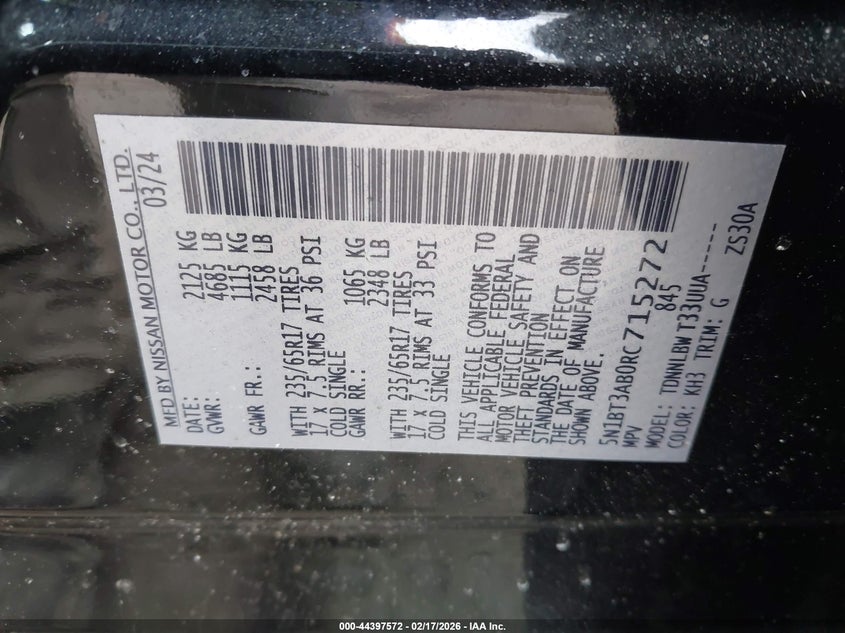 MFD BY NISSAN MOTOR CO., LTD.
DATE: 03/24
GVWR: 2125 KG
4685 LB
GAWR FR.: 1115 KG
2458 LB
WITH 235/65R17 TIRES
17 X 7.5 RIMS AT 36 PSI
COLD SINGLE
GAWR RR.: 1065 KG
2348 LB
WITH 235/65R17 TIRES
17 X 7.5 RIMS AT 33 PSI
COLD SINGLE
THIS VEHICLE CONFORMS TO
ALL APPLICABLE FEDERAL
MOTOR VEHICLE SAFETY AND
THEFT PREVENTION
STANDARDS IN EFFECT ON
THE DATE OF MANUFACTURE
SHOWN ABOVE.
5N1BT3AB0RC715272
MPV 845
MODEL: TDNNLBW T33UUA------
COLOR: KH3 TRIM: G ZS30A
000-44397572 — 02/17/2026 — IAA Inc.